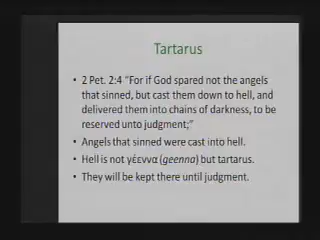 Tartarus
• 2 Pet. 2:4 "For if God spared not the angels
that sinned, but cast them down to hell, and
delivered them into chains of darkness, to be
reserved unto judgment;"
• Angels that sinned were cast into hell.
• Hell is not γέεννα (geenna) but tartarus.
• They will be kept there until judgment.